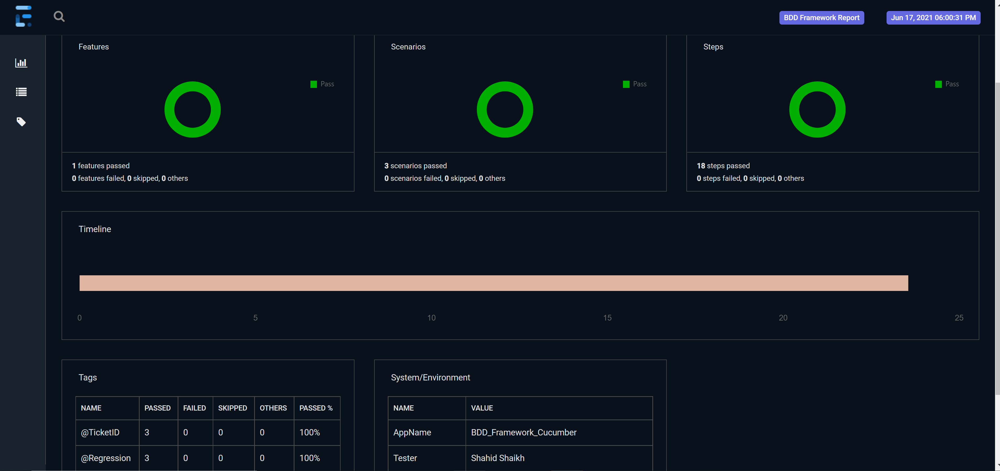 BDD Framework Report
Jun 17, 2021 06:00:31 PM
Features
Pass
1 features passed
0 features failed, 0 skipped, 0 others
Scenarios
Pass
3 scenarios passed
0 scenarios failed, 0 skipped, 0 others
Steps
Pass
18 steps passed
0 steps failed, 0 skipped, 0 others
Timeline
0 5 10 15 20 25
Tags
NAME PASSED FAILED SKIPPED OTHERS PASSED %
@TicketID 3 0 0 0 100%
@Regression 3 0 0 0 100%
System/Environment
NAME VALUE
AppName BDD_Framework_Cucumber
Tester Shahid Shaikh